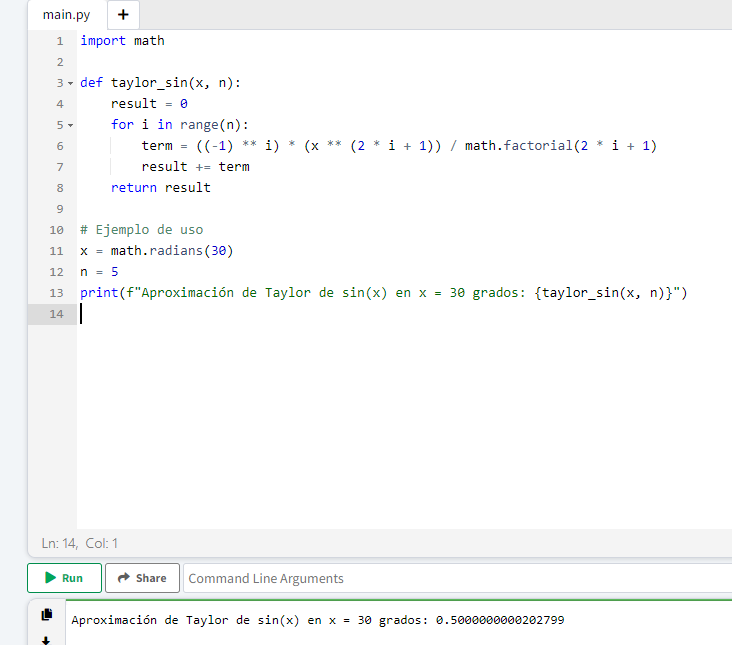 main.py +
1 import math
2
3 def taylor_sin(x, n):
4     result = 0
5     for i in range(n):
6         term = ((-1) ** i) * (x ** (2 * i + 1)) / math.factorial(2 * i + 1)
7         result += term
8     return result
9
10 # Ejemplo de uso
11 x = math.radians(30)
12 n = 5
13 print(f"Aproximación de Taylor de sin(x) en x = 30 grados: {taylor_sin(x, n)}")
14
Ln: 14, Col: 1
Run Share Command Line Arguments
Aproximación de Taylor de sin(x) en x = 30 grados: 0.5000000000202799